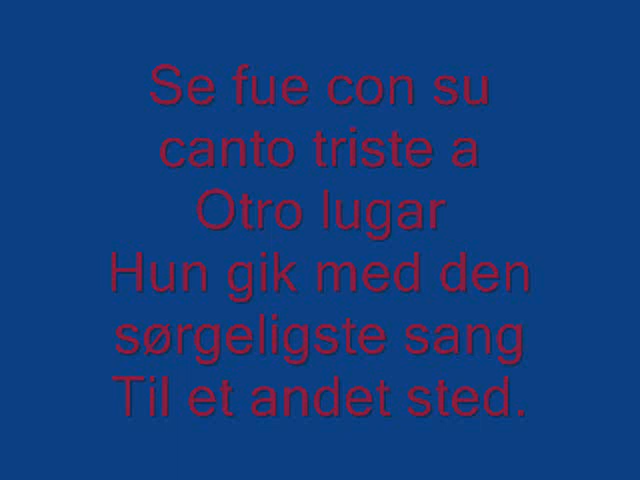 Se fue con su
canto triste a
Otro lugar
Hun gik med den
sørgeligste sang
Til et andet sted.